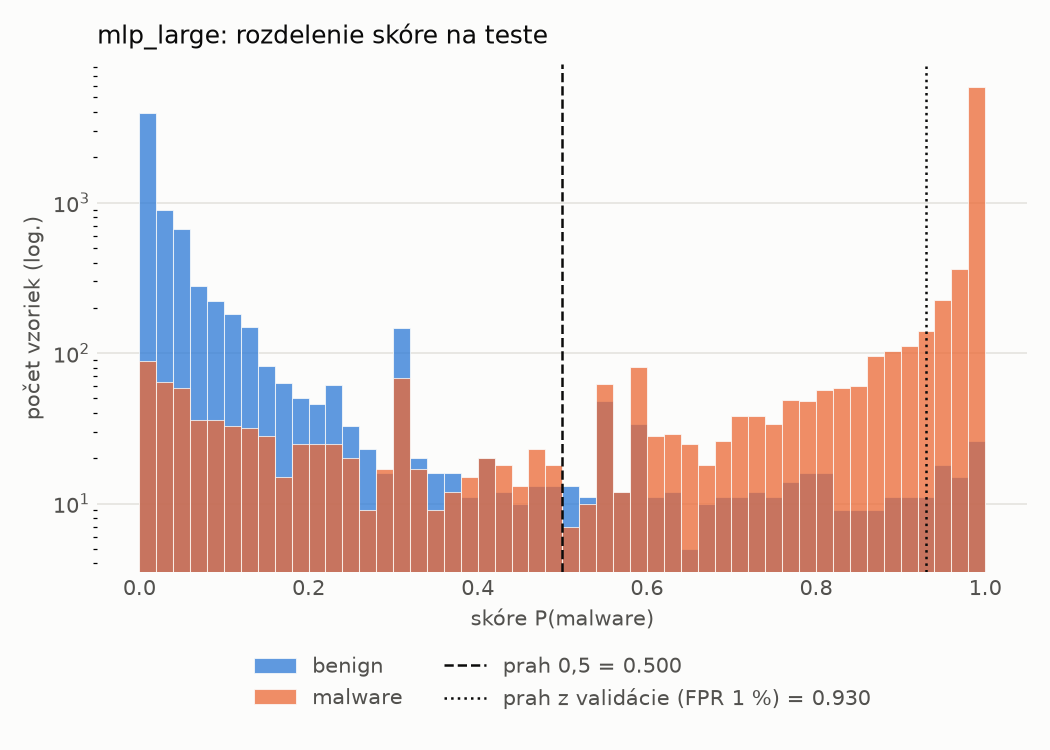 mlp_large: rozdelenie skóre na teste
počet vzoriek (log.)
10³
10²
10¹
0.0 0.2 0.4 0.6 0.8 1.0
skóre P(malware)
benign
malware
prah 0,5 = 0.500
prah z validácie (FPR 1 %) = 0.930